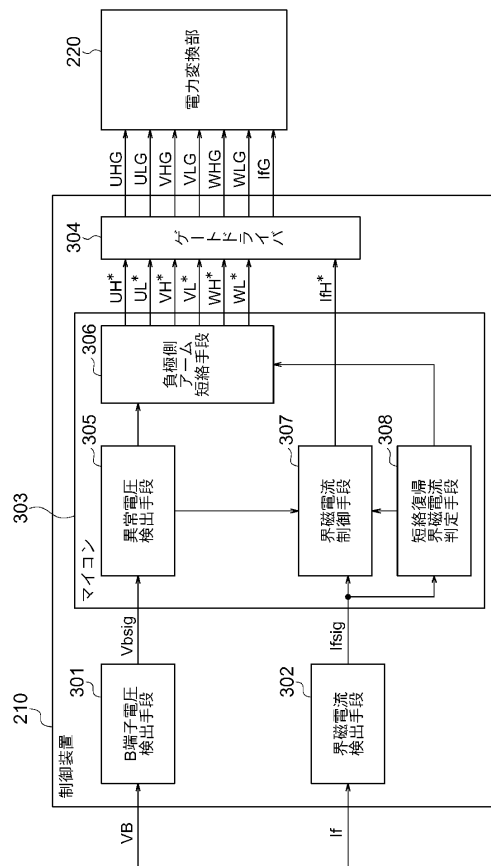 210
制御装置
VB
301
B端子電圧
検出手段
Vbsig
If
302
界磁電流
検出手段
Ifsig
303
マイコン
305
異常電圧
検出手段
307
界磁電流
制御手段
308
短絡復帰
界磁電流
判定手段
306
負極側
アーム
短絡手段
UH*
UL*
VH*
VL*
WH*
WL*
IfH*
304
ゲートドライバ
UHG
ULG
VHG
VLG
WHG
WLG
IfG
220
電力変換部